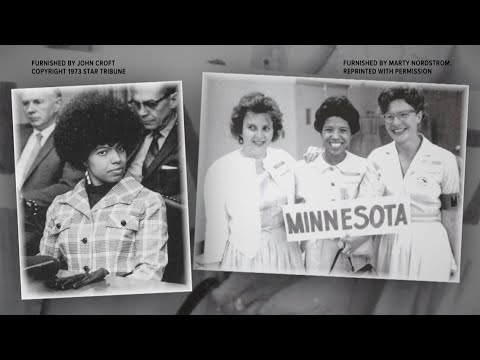 FURNISHED BY JOHN CROFT
COPYRIGHT 1973 STAR TRIBUNE
FURNISHED BY MARTY NORDSTROM.
REPRINTED WITH PERMISSION
MINNESOTA